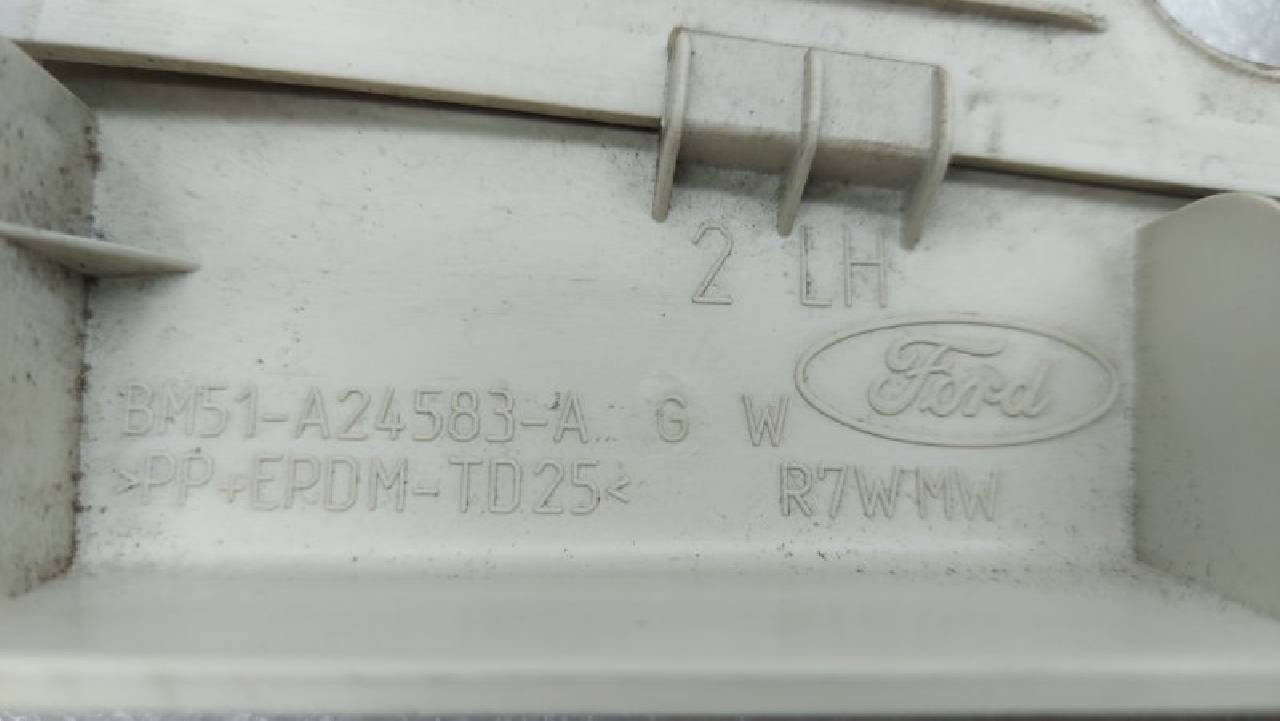 2 LH
Ford
BM51-A24583-A G W
>PP+EPDM-TD25< R7WMW